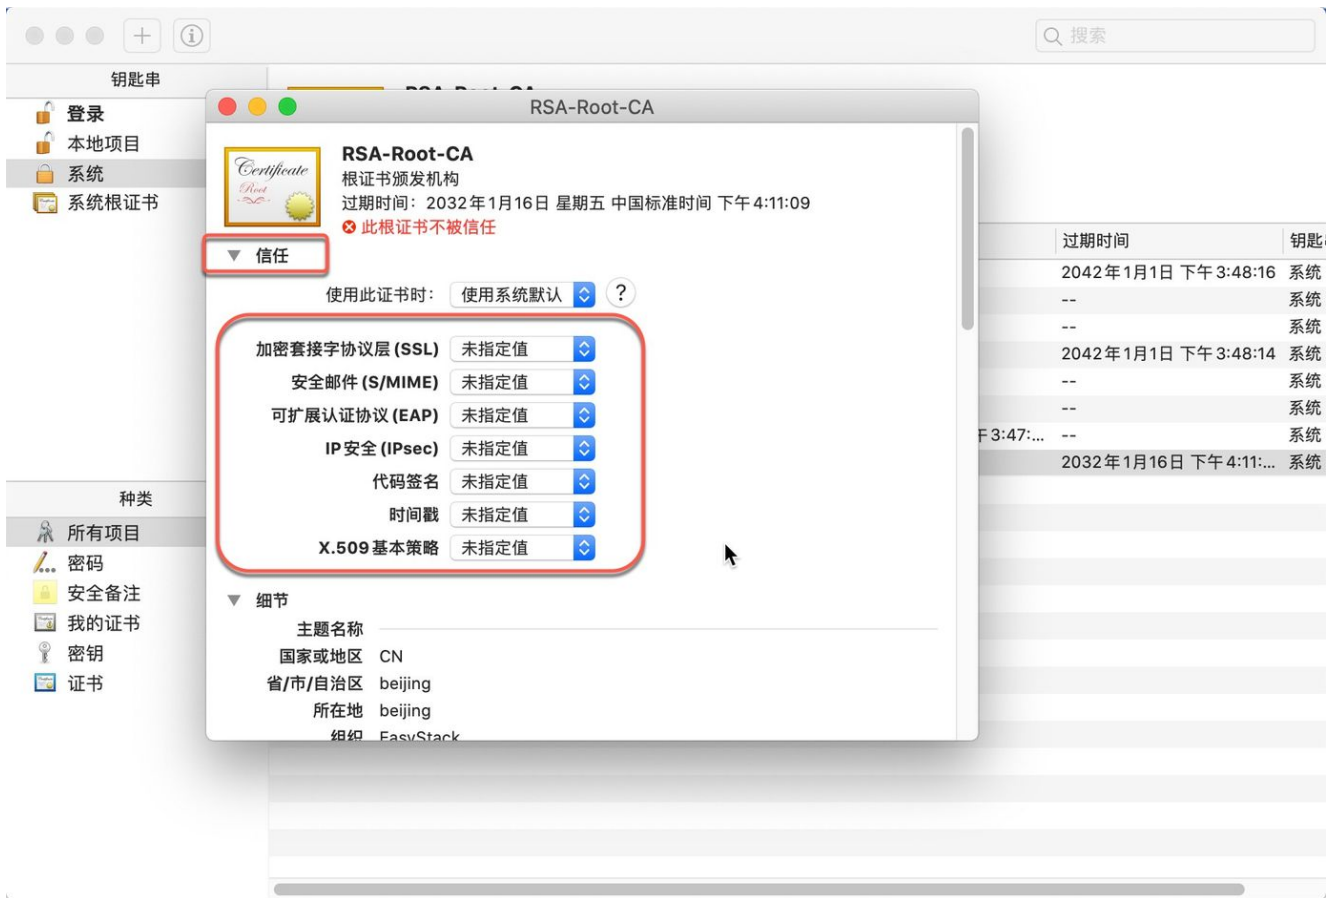 搜索
钥匙串
登录
本地项目
系统
系统根证书
种类
所有项目
密码
安全备注
我的证书
密钥
证书
RSA-Root-CA
Certificate
Root
RSA-Root-CA
根证书颁发机构
过期时间： 2032年1月16日 星期五 中国标准时间 下午4:11:09
此根证书不被信任
信任
使用此证书时： 使用系统默认 ?
加密套接字协议层 (SSL) 未指定值
安全邮件 (S/MIME) 未指定值
可扩展认证协议 (EAP) 未指定值
IP 安全 (IPsec) 未指定值
代码签名 未指定值
时间戳 未指定值
X.509 基本策略 未指定值
细节
主题名称
国家或地区 CN
省/市/自治区 beijing
所在地 beijing
组织 EasyStack
过期时间 钥匙
2042年1月1日 下午3:48:16 系统
-- 系统
-- 系统
2042年1月1日 下午3:48:14 系统
-- 系统
-- 系统
午3:47:... -- 系统
2032年1月16日 下午4:11:... 系统